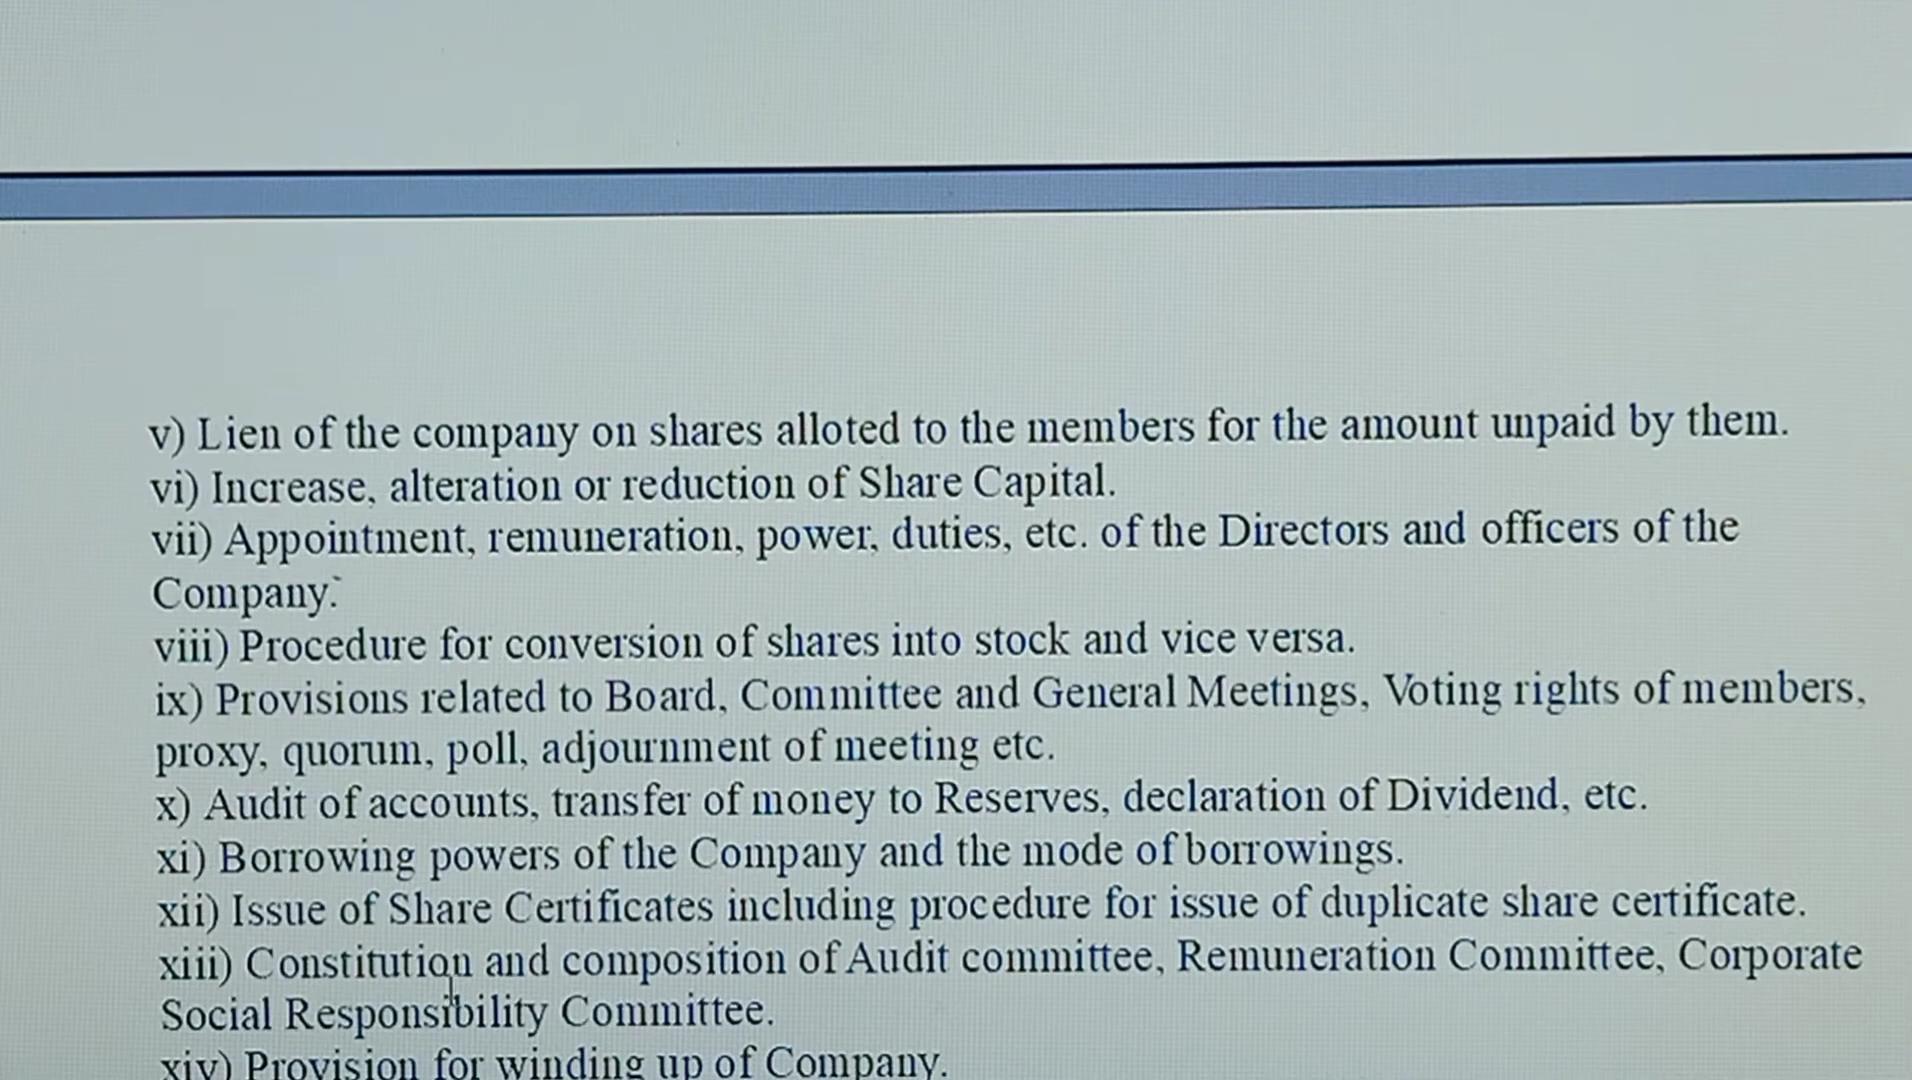 v) Lien of the company on shares alloted to the members for the amount unpaid by them.
vi) Increase, alteration or reduction of Share Capital.
vii) Appointment, remuneration, power, duties, etc. of the Directors and officers of the
Company.
viii) Procedure for conversion of shares into stock and vice versa.
ix) Provisions related to Board, Committee and General Meetings, Voting rights of members,
proxy, quorum, poll, adjournment of meeting etc.
x) Audit of accounts, transfer of money to Reserves, declaration of Dividend, etc.
xi) Borrowing powers of the Company and the mode of borrowings.
xii) Issue of Share Certificates including procedure for issue of duplicate share certificate.
xiii) Constitution and composition of Audit committee, Remuneration Committee, Corporate
Social Responsibility Committee.
xiv) Provision for winding up of Company.